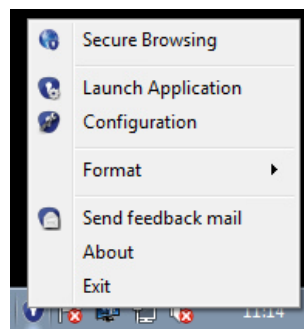 Secure Browsing
Launch Application
Configuration
Format
Send feedback mail
About
Exit
11:14